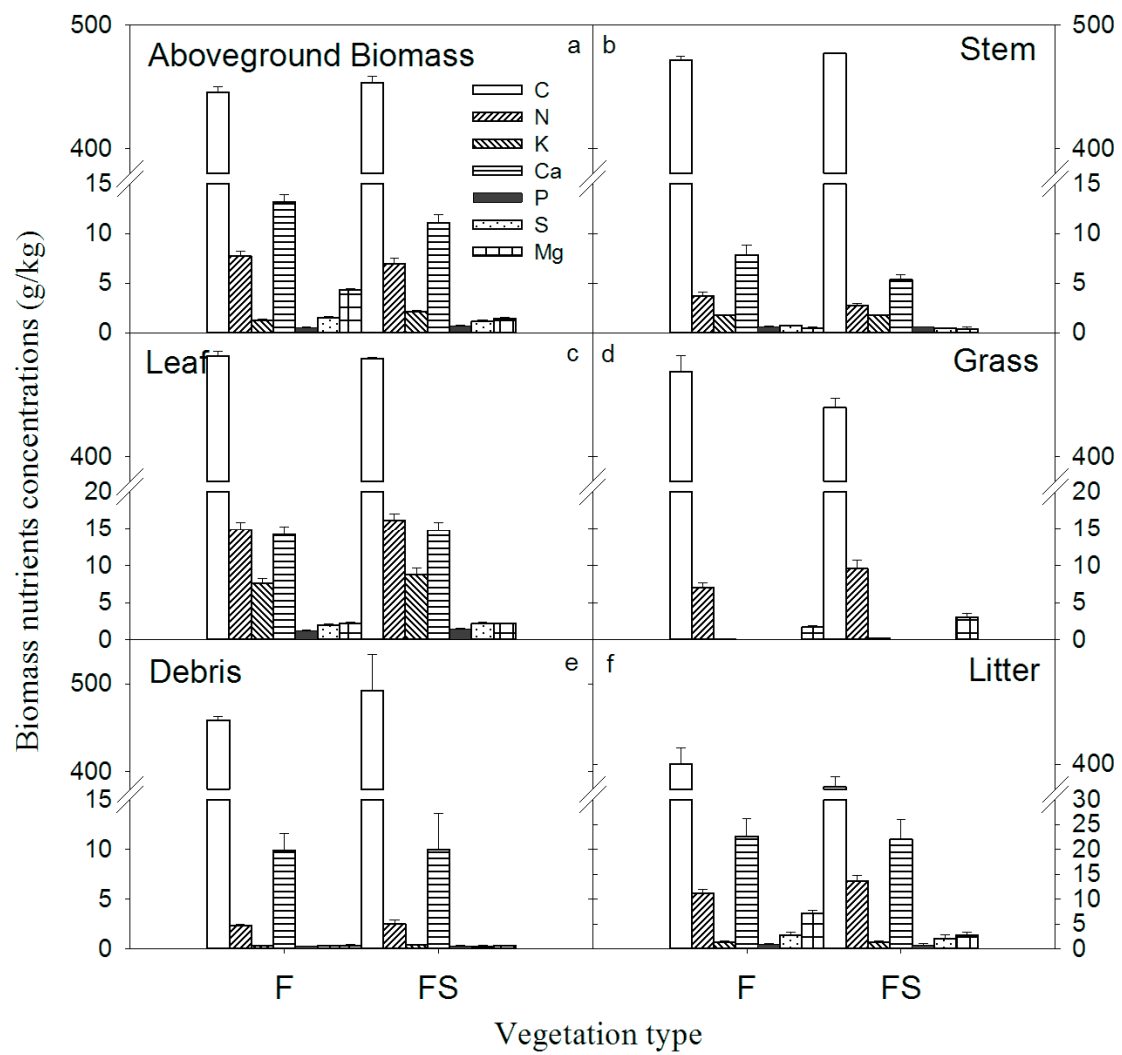 500
500
Aboveground Biomass
a
b
Stem
C
N
K
Ca
P
S
Mg
400
400
15
15
10
10
5
5
0
0
Leaf
c
d
Grass
400
400
20
20
15
15
10
10
5
5
0
0
Debris
e
f
Litter
500
400
400
15
30
25
10
20
15
5
10
5
0
0
F
FS
F
FS
Vegetation type
Biomass nutrients concentrations (g/kg)